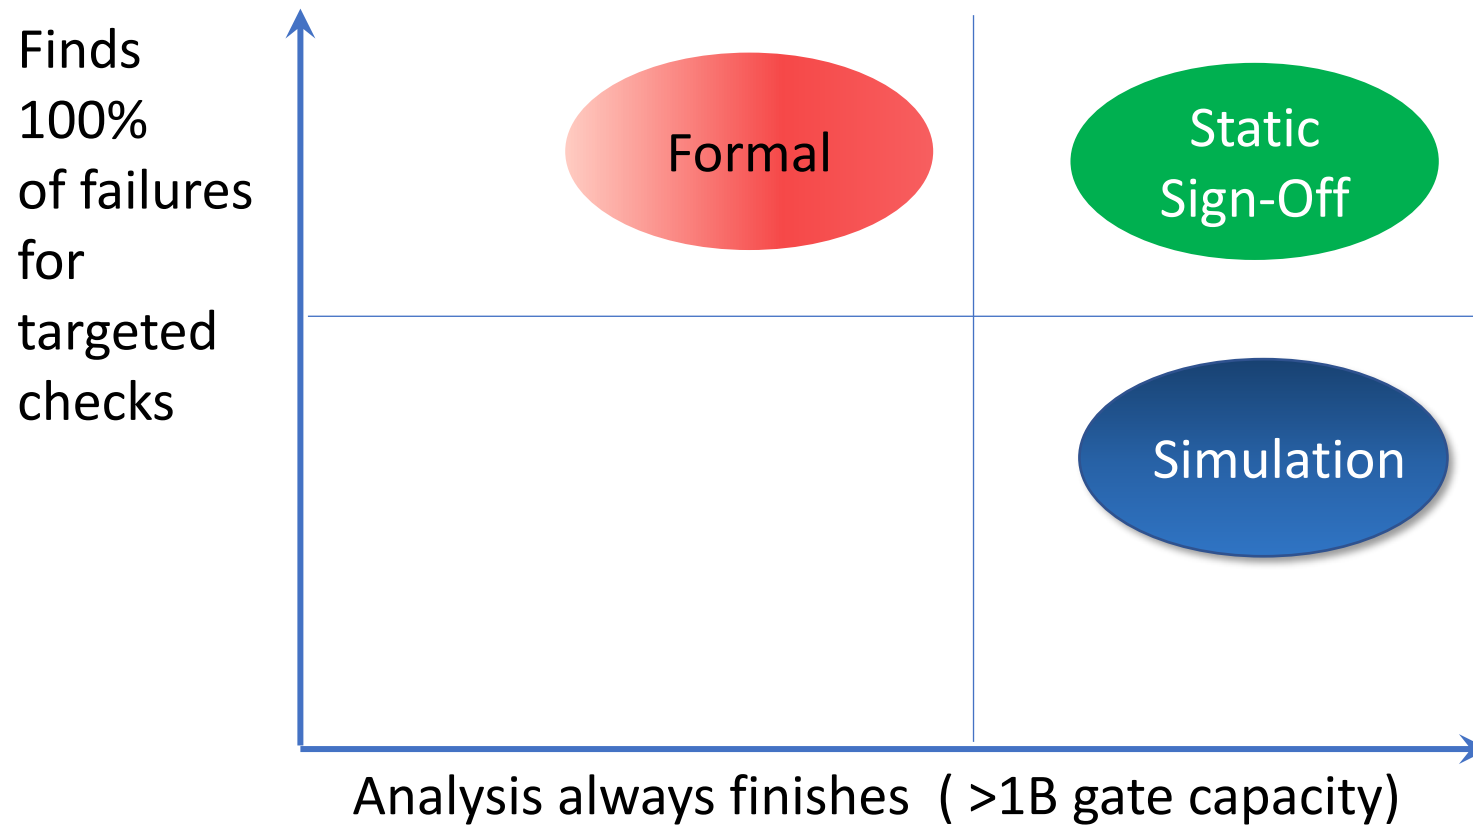 Finds
100%
of failures
for
targeted
checks
Formal
Static
Sign-Off
Simulation
Analysis always finishes  ( >1B gate capacity)